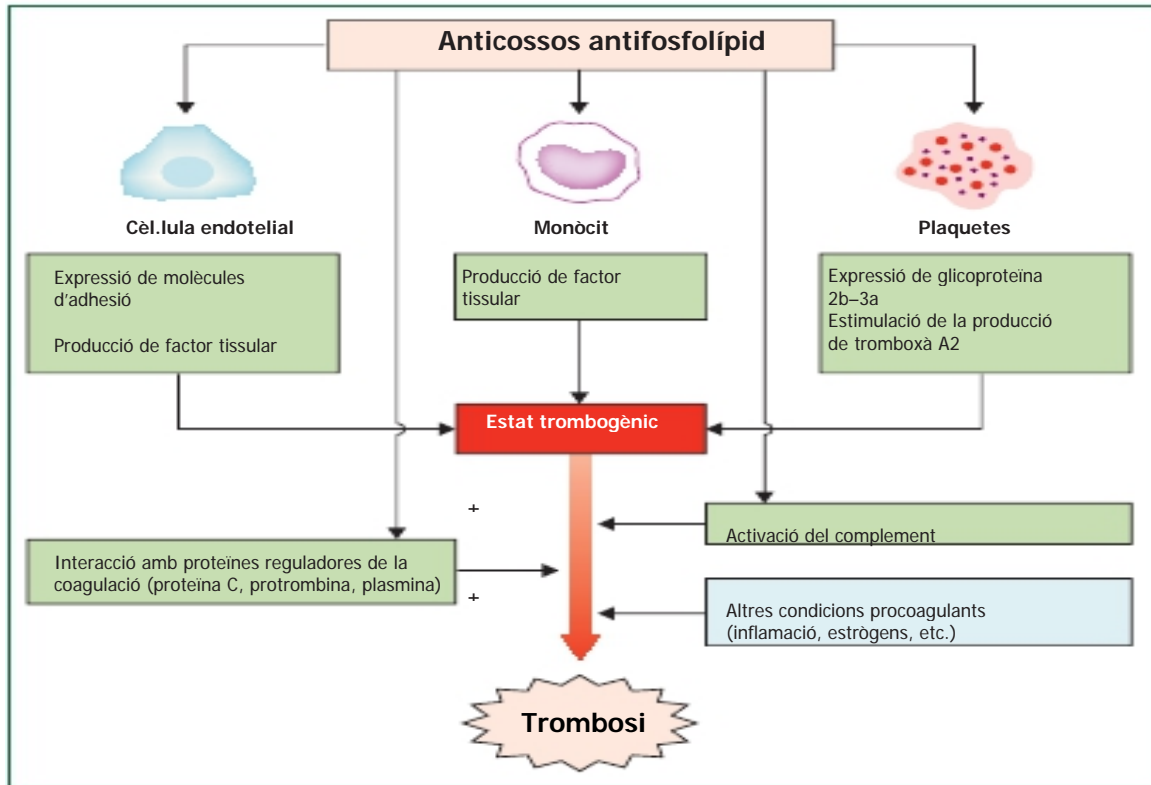 Anticossos antifosfolípid
Cèl.lula endotelial
Monòcit
Plaquetes
Expressió de molècules
d'adhesió
Producció de factor tissular
Producció de factor
tissular
Expressió de glicoproteïna
2b–3a
Estimulació de la producció
de tromboxà A2
Estat trombogènic
+
Activació del complement
Interacció amb proteïnes reguladores de la
coagulació (proteïna C, protrombina, plasmina)
+
Altres condicions procoagulants
(inflamació, estrògens, etc.)
Trombosi